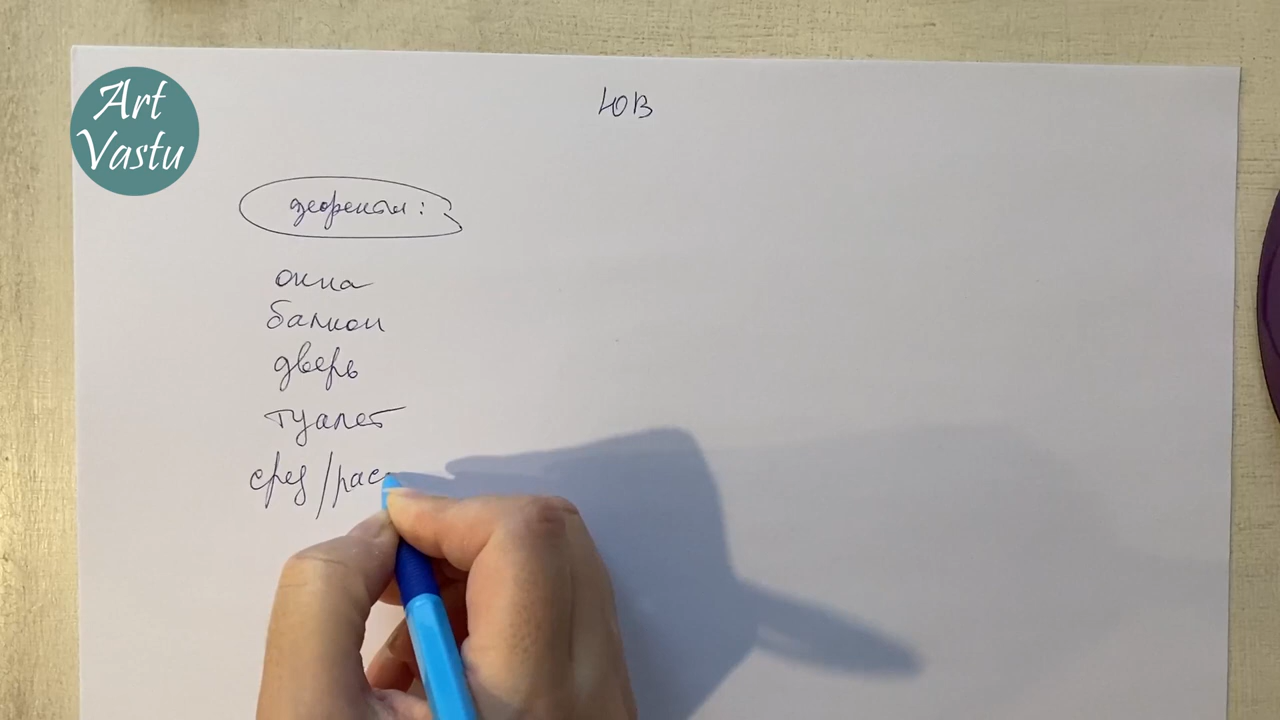 Art
Vastu
ЮВ
дефекты:
окна
балкон
дверь
туалет
срез/рас